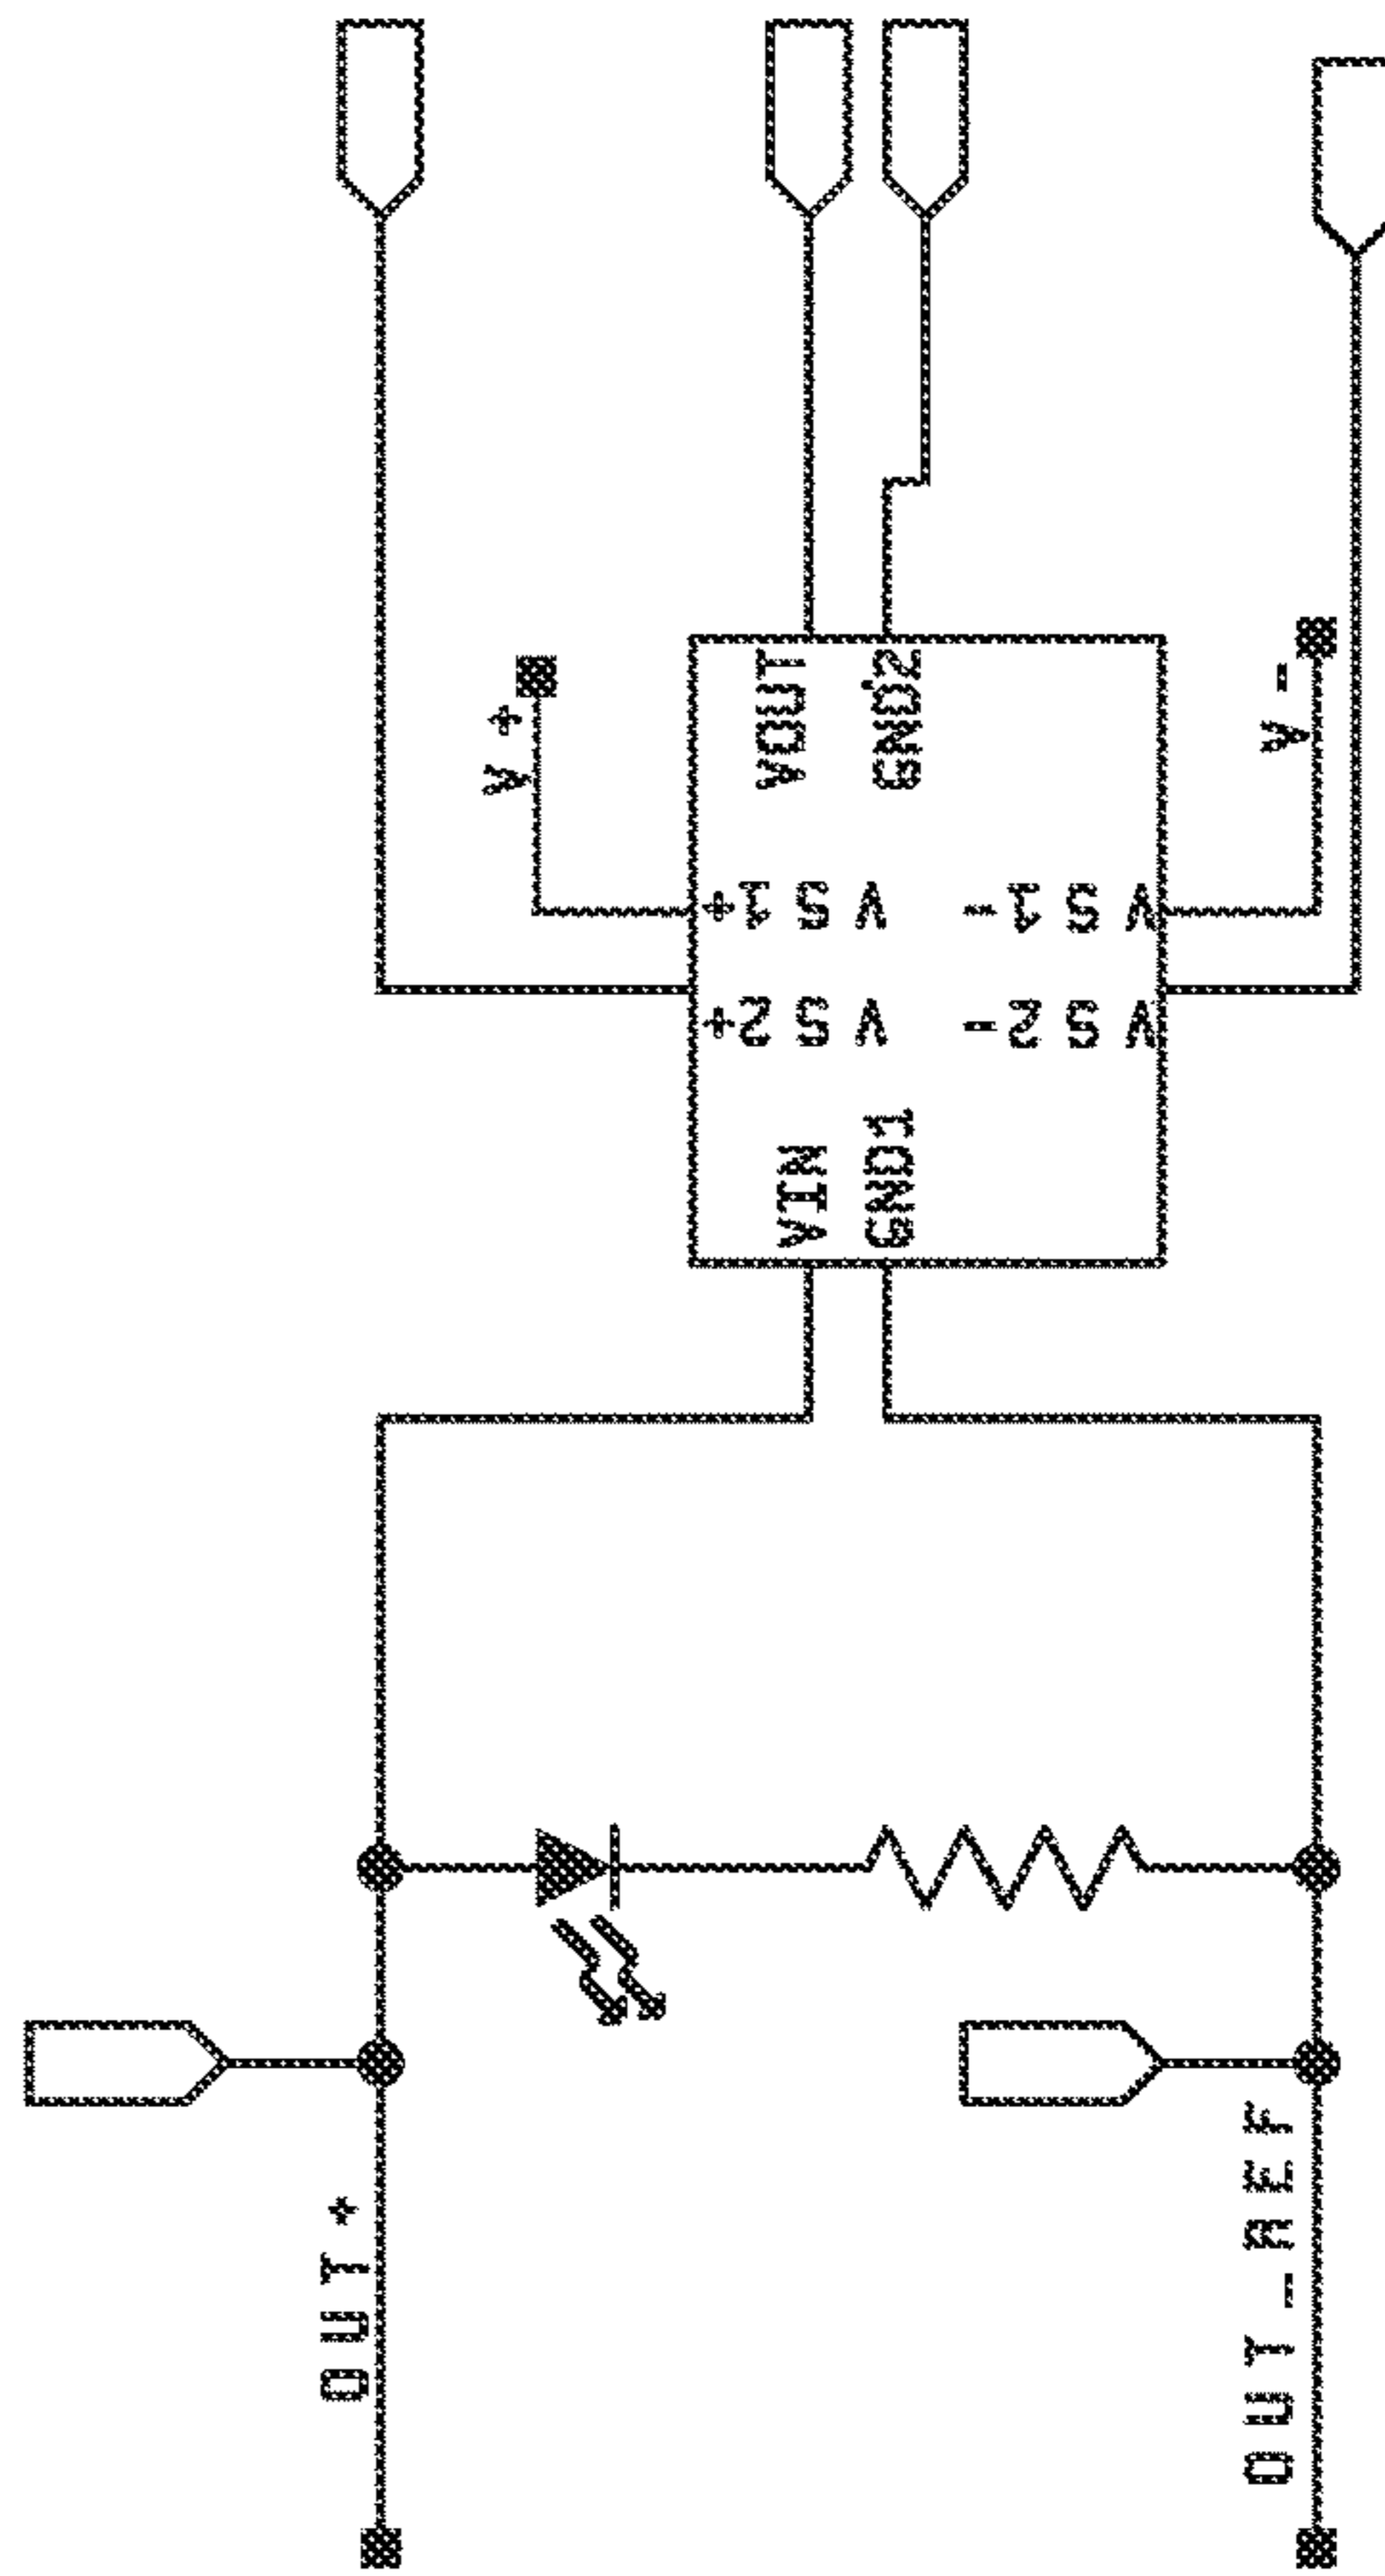 V+
VOUT
GND2
V-
VS1+
VS1-
VS2+
VS2-
VIN
GND1
OUT+
OUT_REF